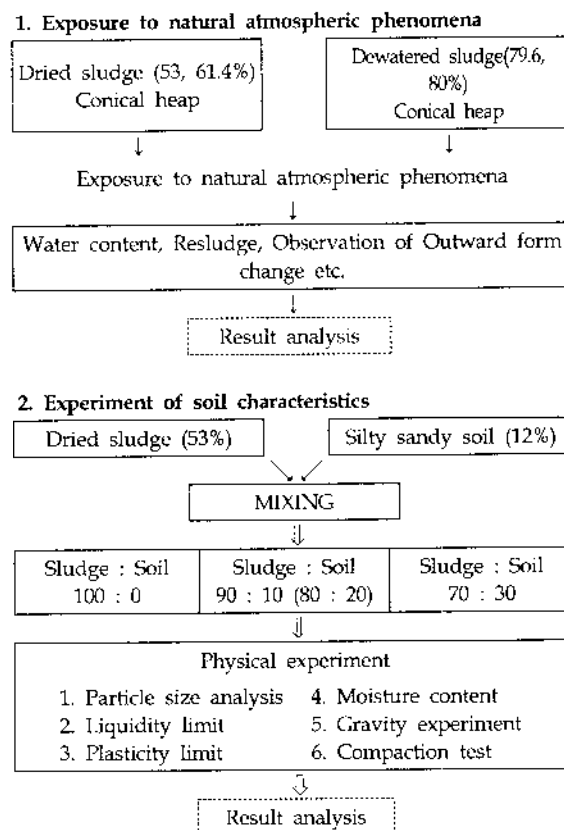 1. Exposure to natural atmospheric phenomena
Dried sludge (53, 61.4%)
Conical heap
Dewatered sludge(79.6,
80%)
Conical heap
Exposure to natural atmospheric phenomena
Water content, Resludge, Observation of Outward form
change etc.
Result analysis
2. Experiment of soil characteristics
Dried sludge (53%)
Silty sandy soil (12%)
MIXING
Sludge : Soil
100 : 0
Sludge : Soil
90 : 10 (80 : 20)
Sludge : Soil
70 : 30
Physical experiment
1. Particle size analysis
2. Liquidity limit
3. Plasticity limit
4. Moisture content
5. Gravity experiment
6. Compaction test
Result analysis